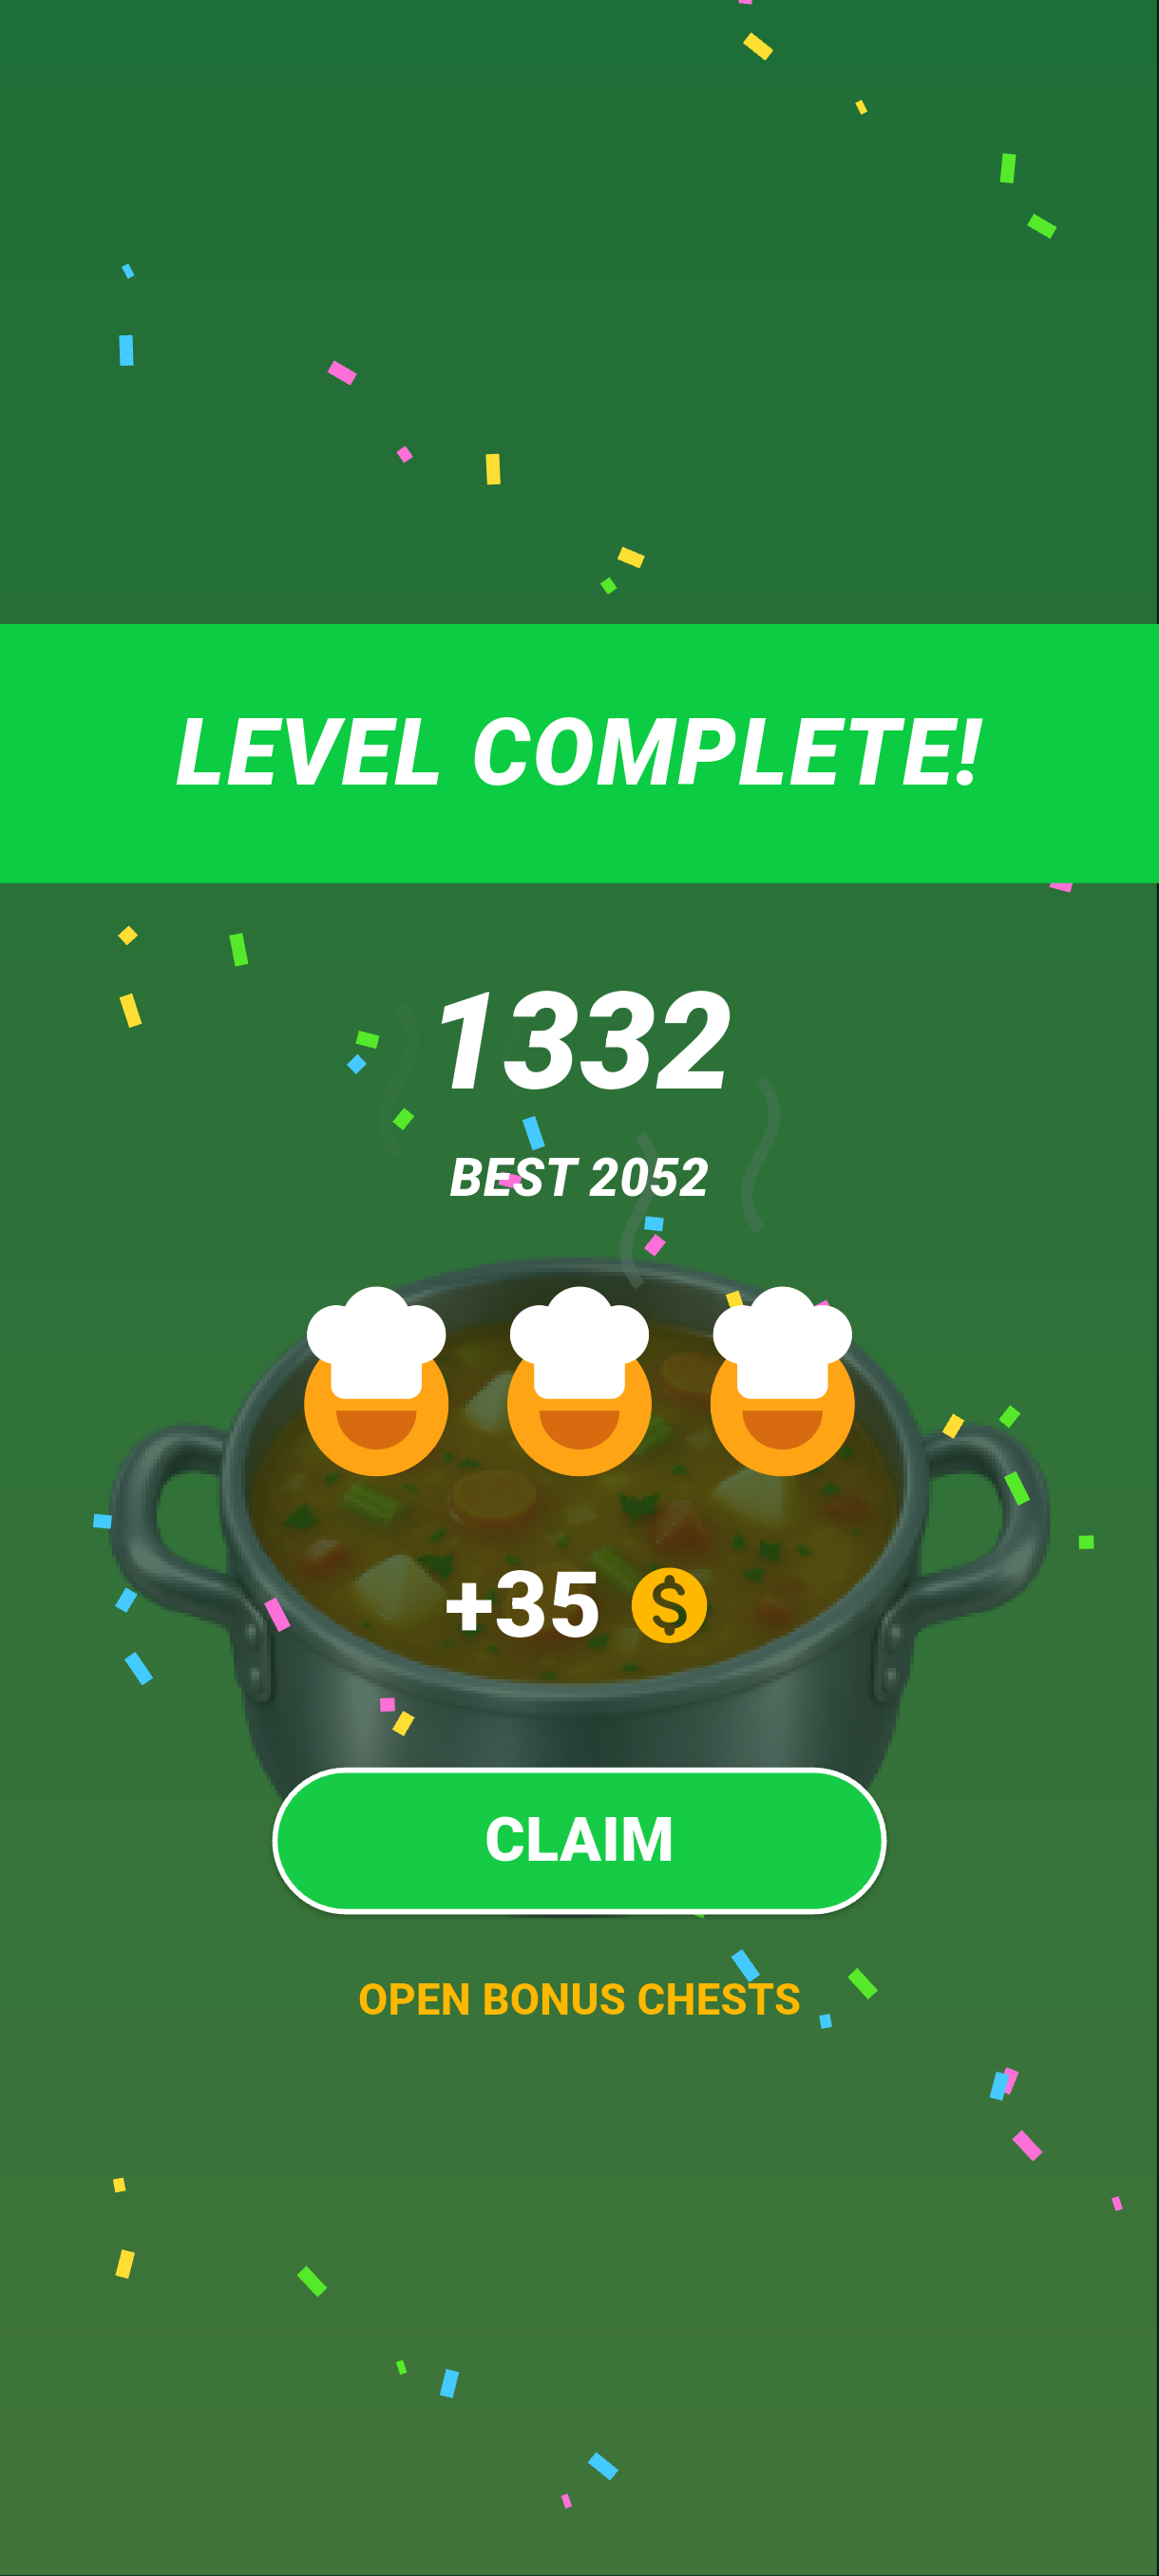 LEVEL COMPLETE!
1332
BEST 2052
+35 $
CLAIM
OPEN BONUS CHESTS